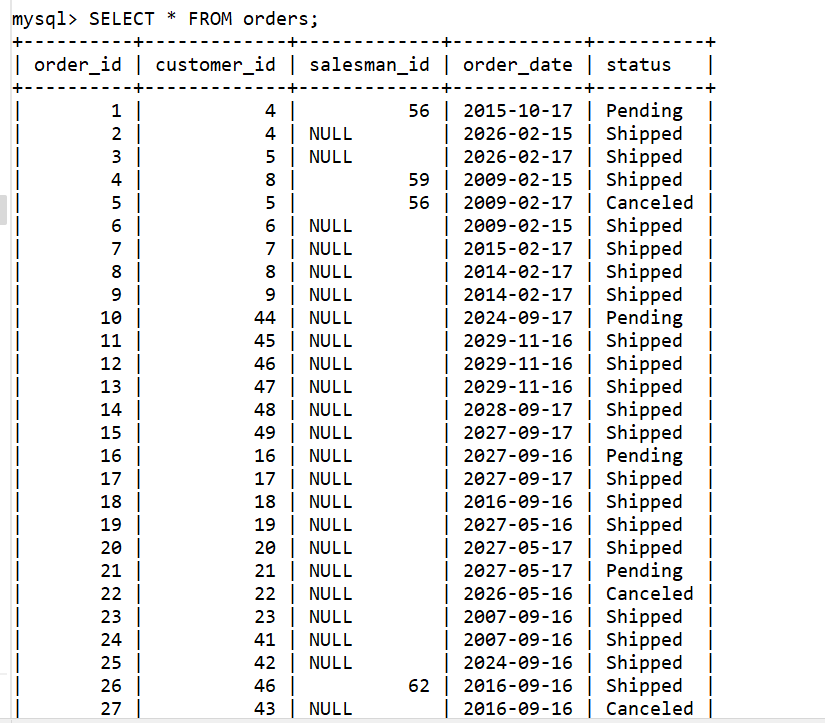 mysql> SELECT * FROM orders;
+----------+-------------+-------------+------------+----------+
| order_id | customer_id | salesman_id | order_date | status   |
+----------+-------------+-------------+------------+----------+
|        1 |           4 |          56 | 2015-10-17 | Pending  |
|        2 |           4 | NULL        | 2026-02-15 | Shipped  |
|        3 |           5 | NULL        | 2026-02-17 | Shipped  |
|        4 |           8 |          59 | 2009-02-15 | Shipped  |
|        5 |           5 |          56 | 2009-02-17 | Canceled |
|        6 |           6 | NULL        | 2009-02-15 | Shipped  |
|        7 |           7 | NULL        | 2015-02-17 | Shipped  |
|        8 |           8 | NULL        | 2014-02-17 | Shipped  |
|        9 |           9 | NULL        | 2014-02-17 | Shipped  |
|       10 |          44 | NULL        | 2024-09-17 | Pending  |
|       11 |          45 | NULL        | 2029-11-16 | Shipped  |
|       12 |          46 | NULL        | 2029-11-16 | Shipped  |
|       13 |          47 | NULL        | 2029-11-16 | Shipped  |
|       14 |          48 | NULL        | 2028-09-17 | Shipped  |
|       15 |          49 | NULL        | 2027-09-17 | Shipped  |
|       16 |          16 | NULL        | 2027-09-16 | Pending  |
|       17 |          17 | NULL        | 2027-09-17 | Shipped  |
|       18 |          18 | NULL        | 2016-09-16 | Shipped  |
|       19 |          19 | NULL        | 2027-05-16 | Shipped  |
|       20 |          20 | NULL        | 2027-05-17 | Shipped  |
|       21 |          21 | NULL        | 2027-05-17 | Pending  |
|       22 |          22 | NULL        | 2026-05-16 | Canceled |
|       23 |          23 | NULL        | 2007-09-16 | Shipped  |
|       24 |          41 | NULL        | 2007-09-16 | Shipped  |
|       25 |          42 | NULL        | 2024-09-16 | Shipped  |
|       26 |          46 |          62 | 2016-09-16 | Shipped  |
|       27 |          43 | NULL        | 2016-09-16 | Canceled |